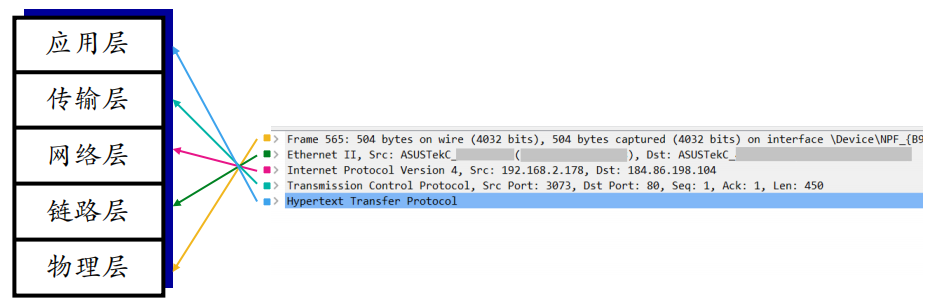 应用层
传输层
网络层
链路层
物理层
Frame 565: 504 bytes on wire (4032 bits), 504 bytes captured (4032 bits) on interface \Device\NPF_{B9
Ethernet II, Src: ASUSTekC_ ( ), Dst: ASUSTekC_
Internet Protocol Version 4, Src: 192.168.2.178, Dst: 184.86.198.104
Transmission Control Protocol, Src Port: 3073, Dst Port: 80, Seq: 1, Ack: 1, Len: 450
Hypertext Transfer Protocol